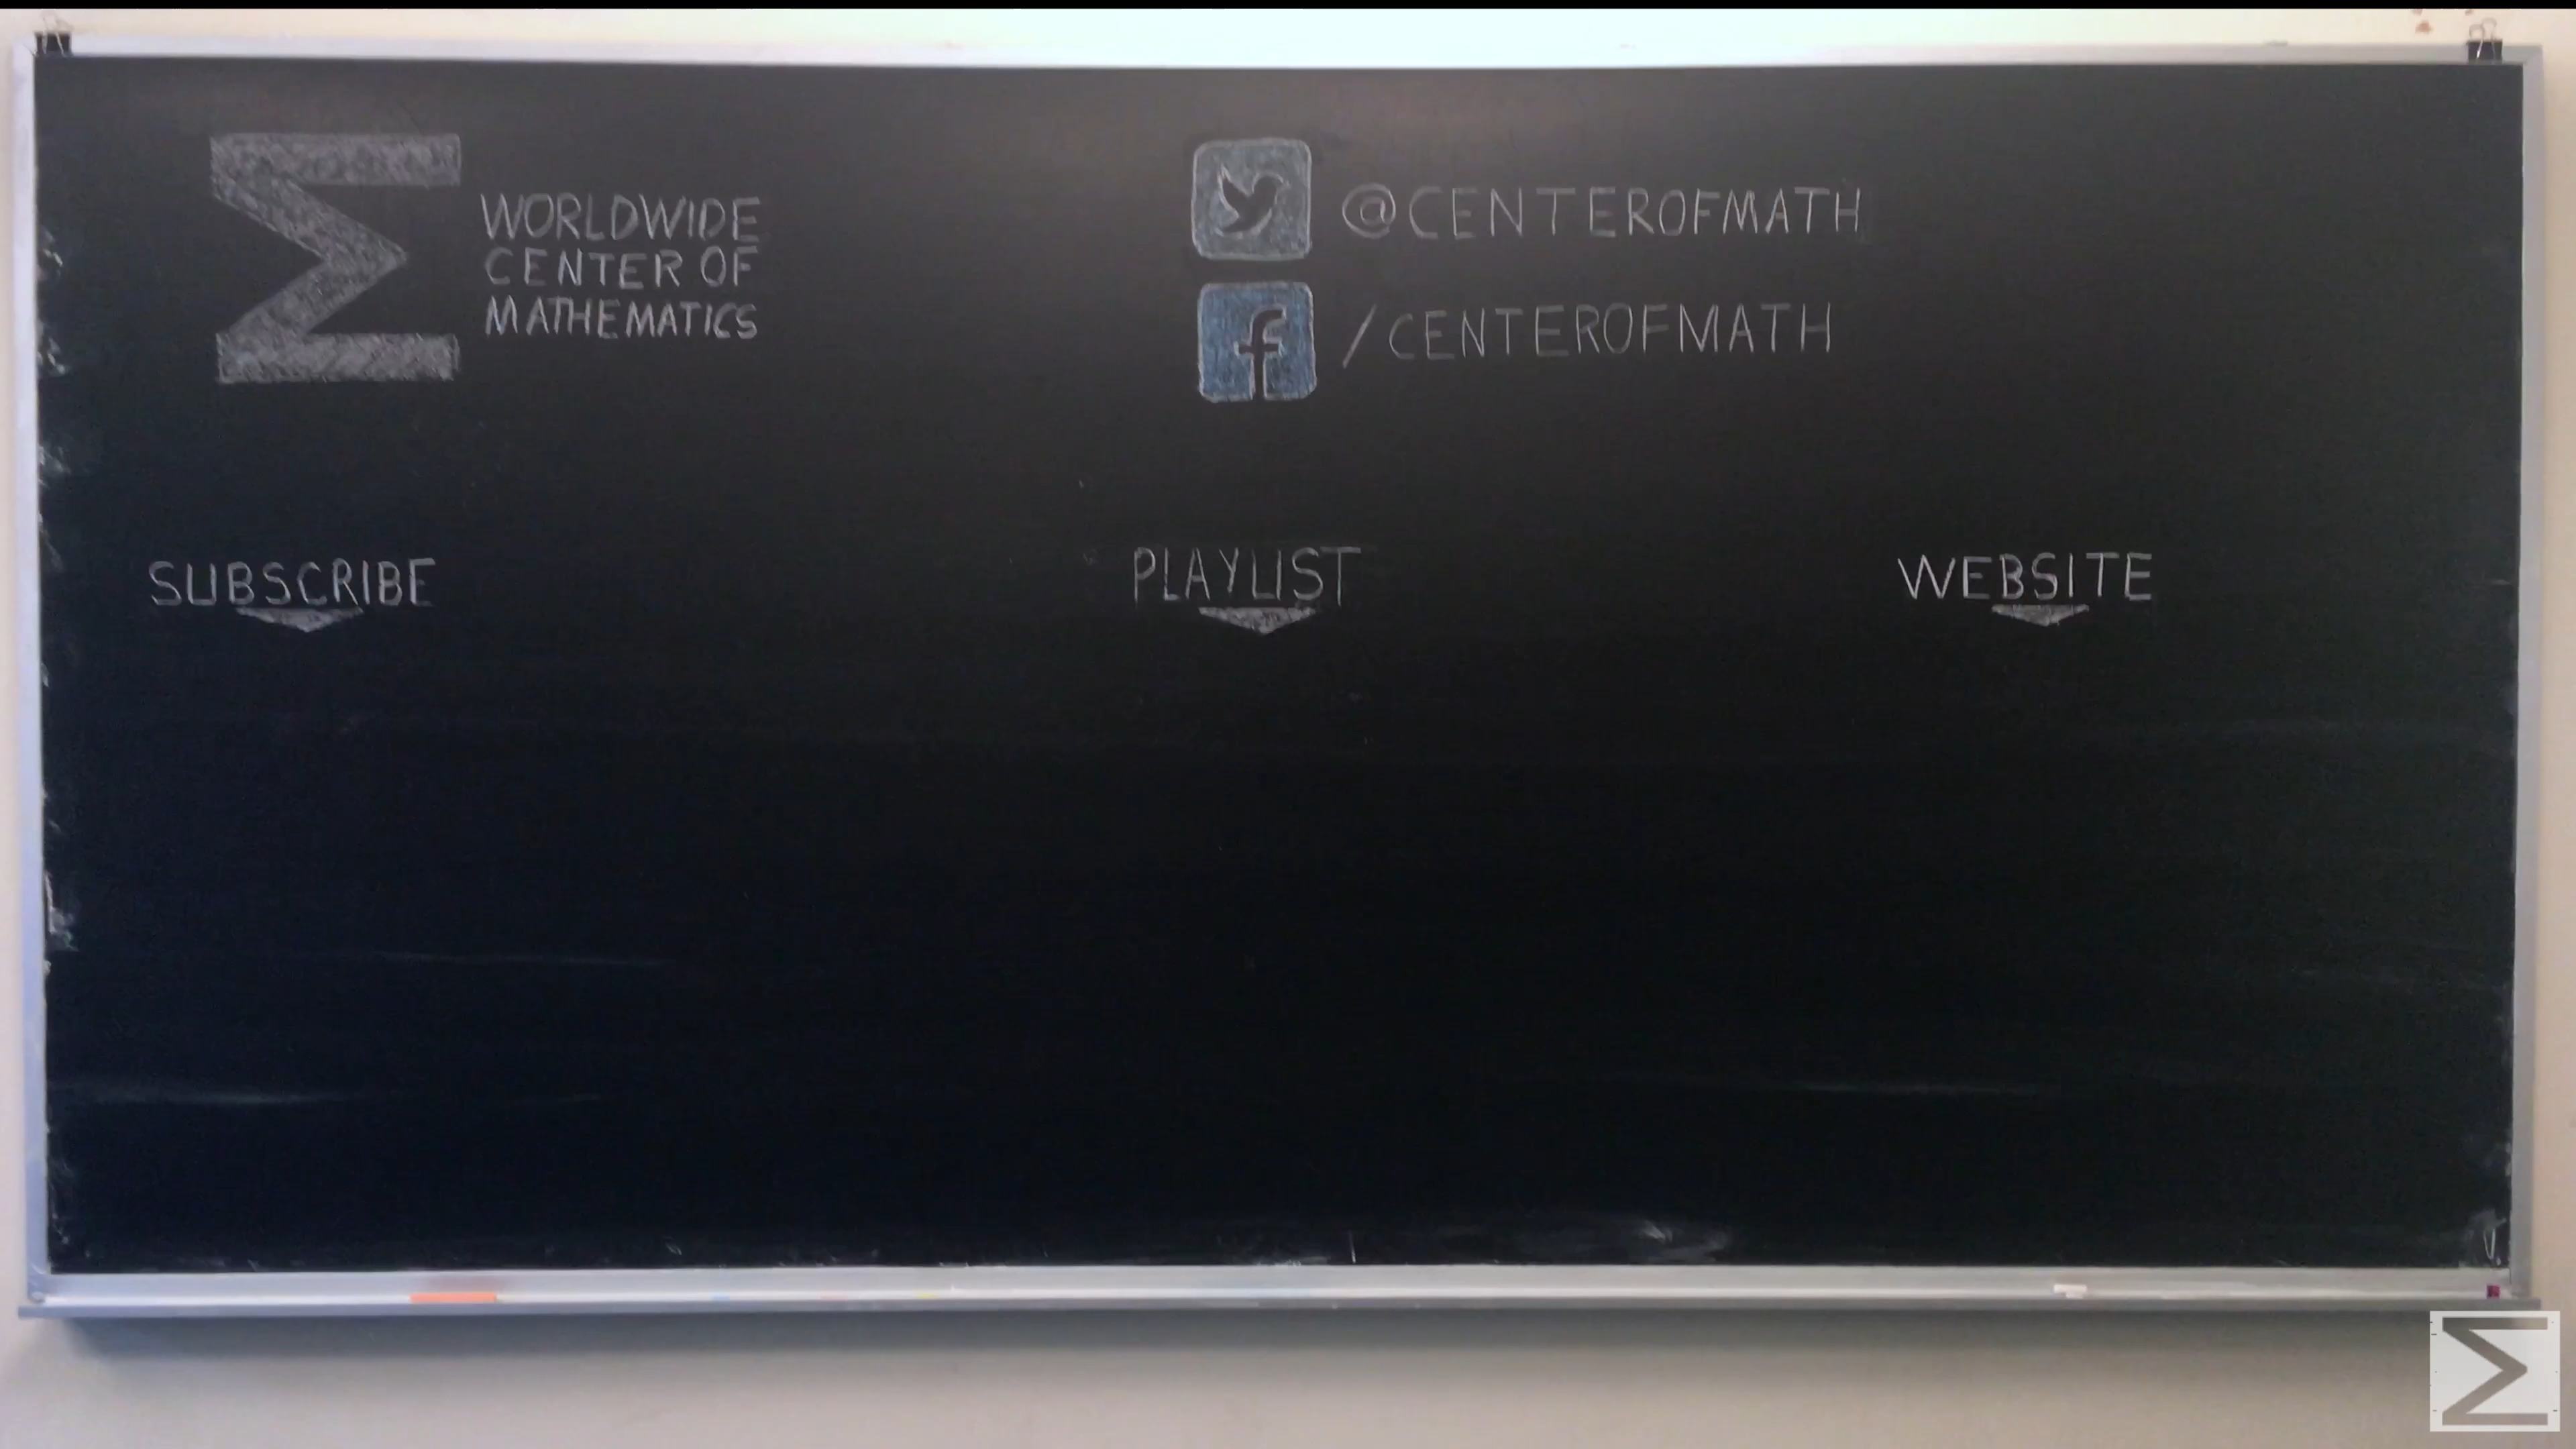 WORLDWIDE
CENTER OF
MATHEMATICS
@CENTEROFMATH
/CENTEROFMATH
SUBSCRIBE
PLAYLIST
WEBSITE